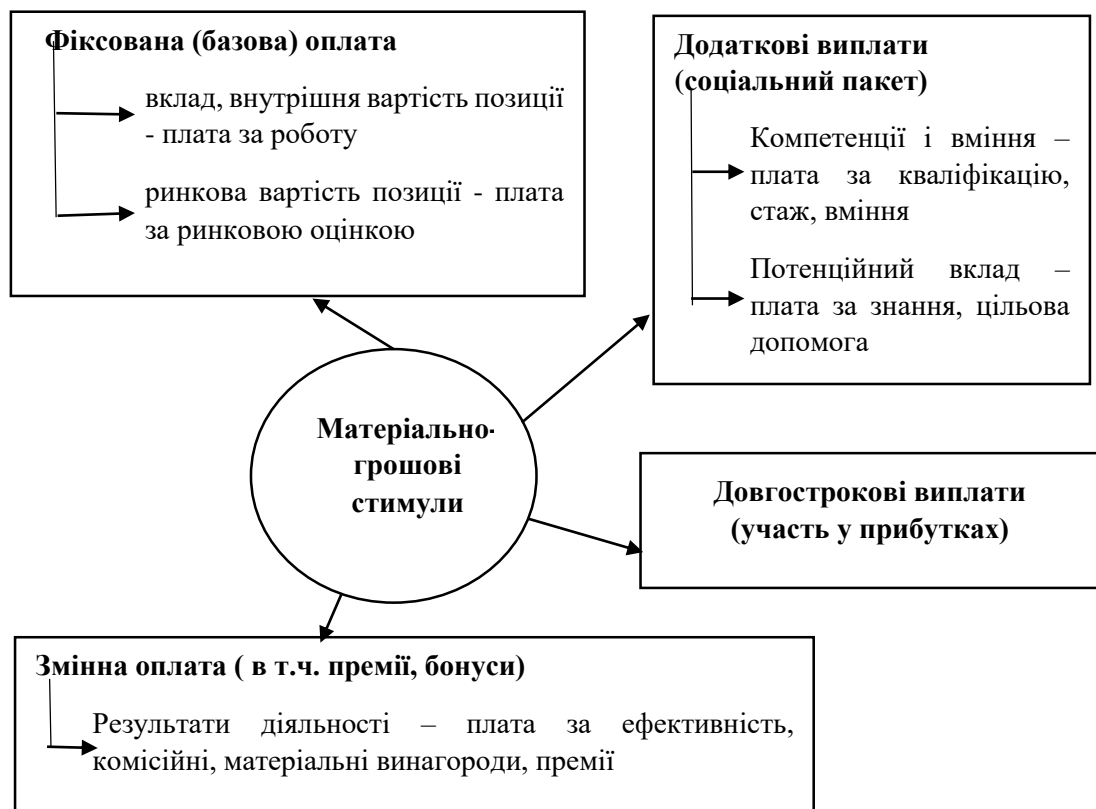 Фіксована (базова) оплата
вклад, внутрішня вартість позиції
- плата за роботу
ринкова вартість позиції - плата
за ринковою оцінкою
Додаткові виплати
(соціальний пакет)
Компетенції і вміння –
плата за кваліфікацію,
стаж, вміння
Потенційний вклад –
плата за знання, цільова
допомога
Матеріально-
грошові
стимули
Довгострокові виплати
(участь у прибутках)
Змінна оплата ( в т.ч. премії, бонуси)
Результати діяльності – плата за ефективність,
комісійні, матеріальні винагороди, премії